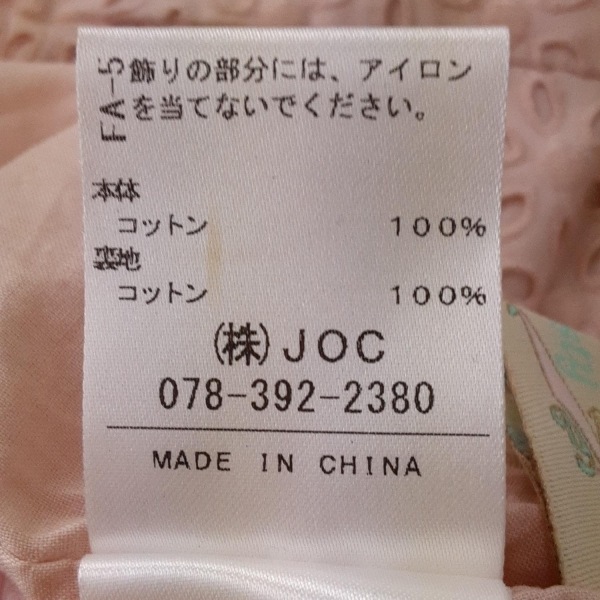 FA-5
飾りの部分には、アイロン
を当てないでください。
本体
コットン 100%
裏地
コットン 100%
(株)JOC
078-392-2380
MADE IN CHINA